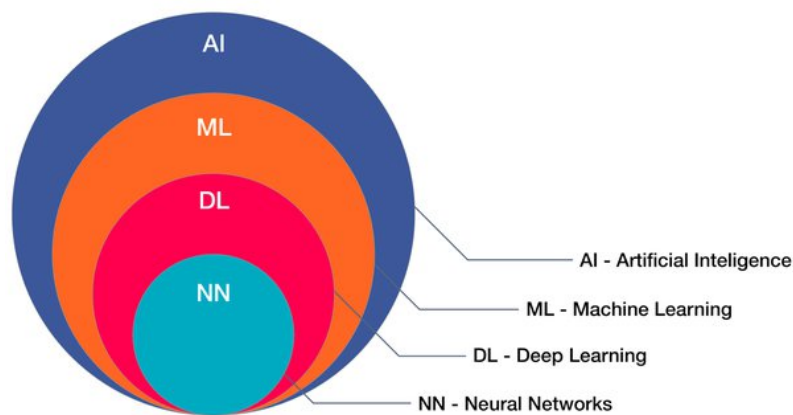 AI
ML
DL
NN
AI - Artificial Inteligence
ML - Machine Learning
DL - Deep Learning
NN - Neural Networks